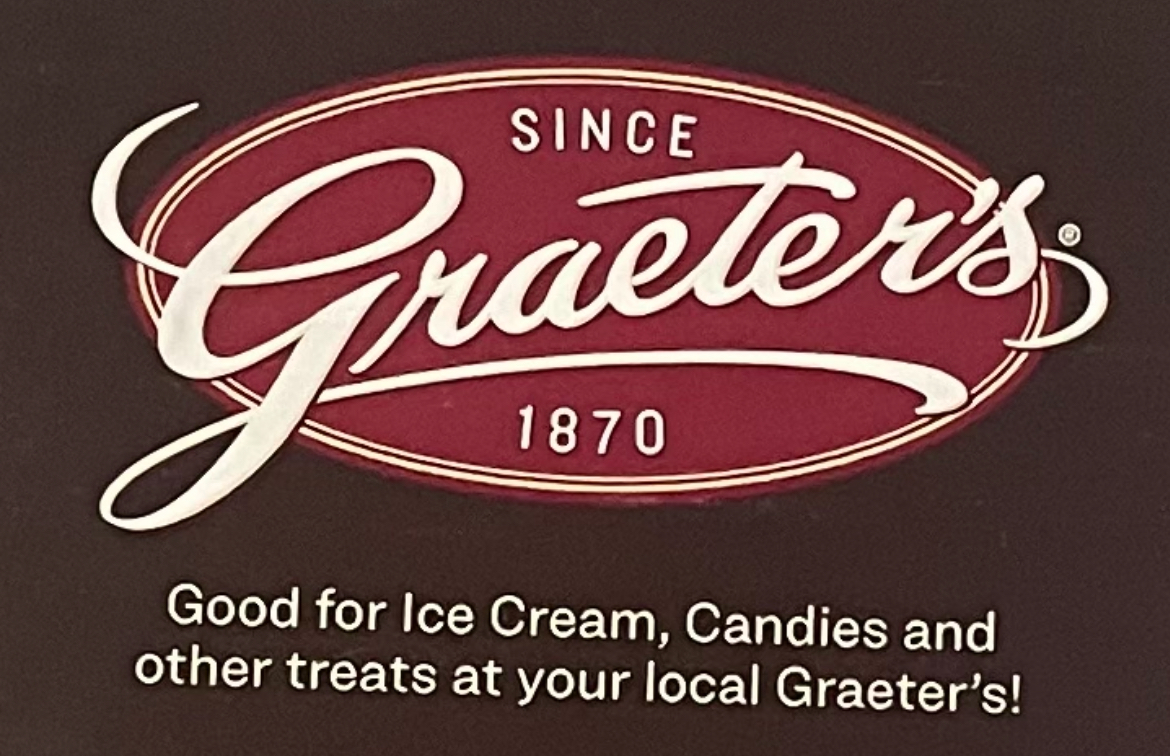 SINCE
Graeter's®
1870
Good for Ice Cream, Candies and
other treats at your local Graeter's!